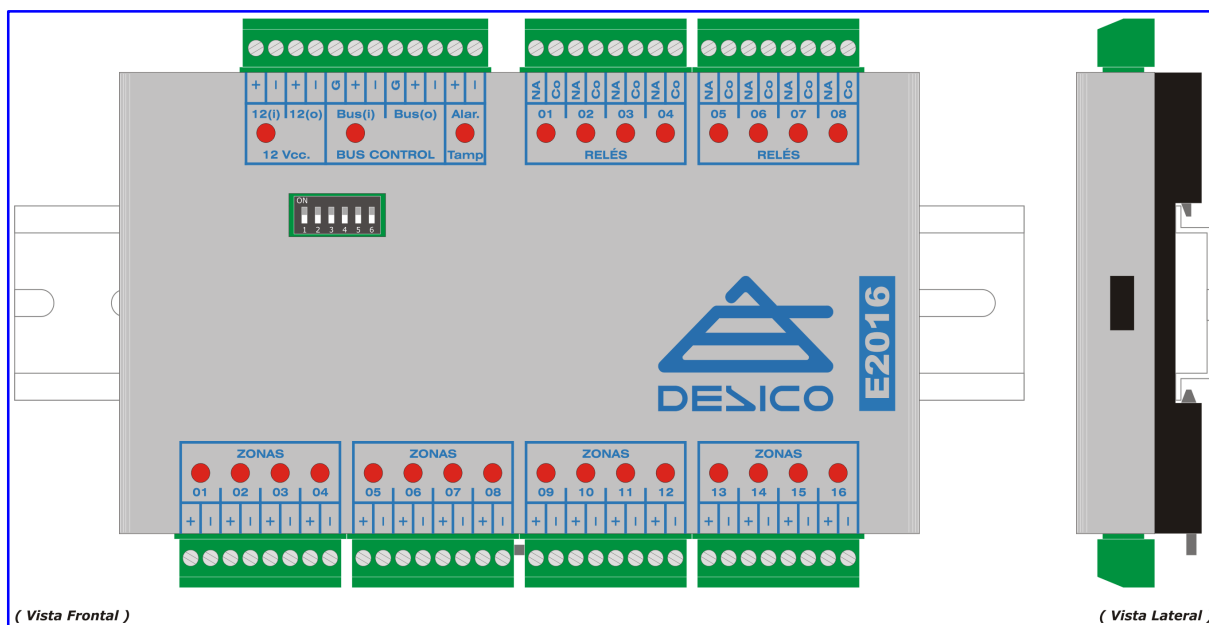 + − + − G + − G + − + −
12(i) 12(o) Bus(i) Bus(o) Alar.
12 Vcc. BUS CONTROL Tamp
NA Co NA Co NA Co NA Co
01 02 03 04
RELÉS
NA Co NA Co NA Co NA Co
05 06 07 08
RELÉS
ON
1 2 3 4 5 6
DESICO
E2016
ZONAS
01 02 03 04
+ − + − + − + −
ZONAS
05 06 07 08
+ − + − + − + −
ZONAS
09 10 11 12
+ − + − + − + −
ZONAS
13 14 15 16
+ − + − + − + −
( Vista Frontal )
( Vista Lateral )